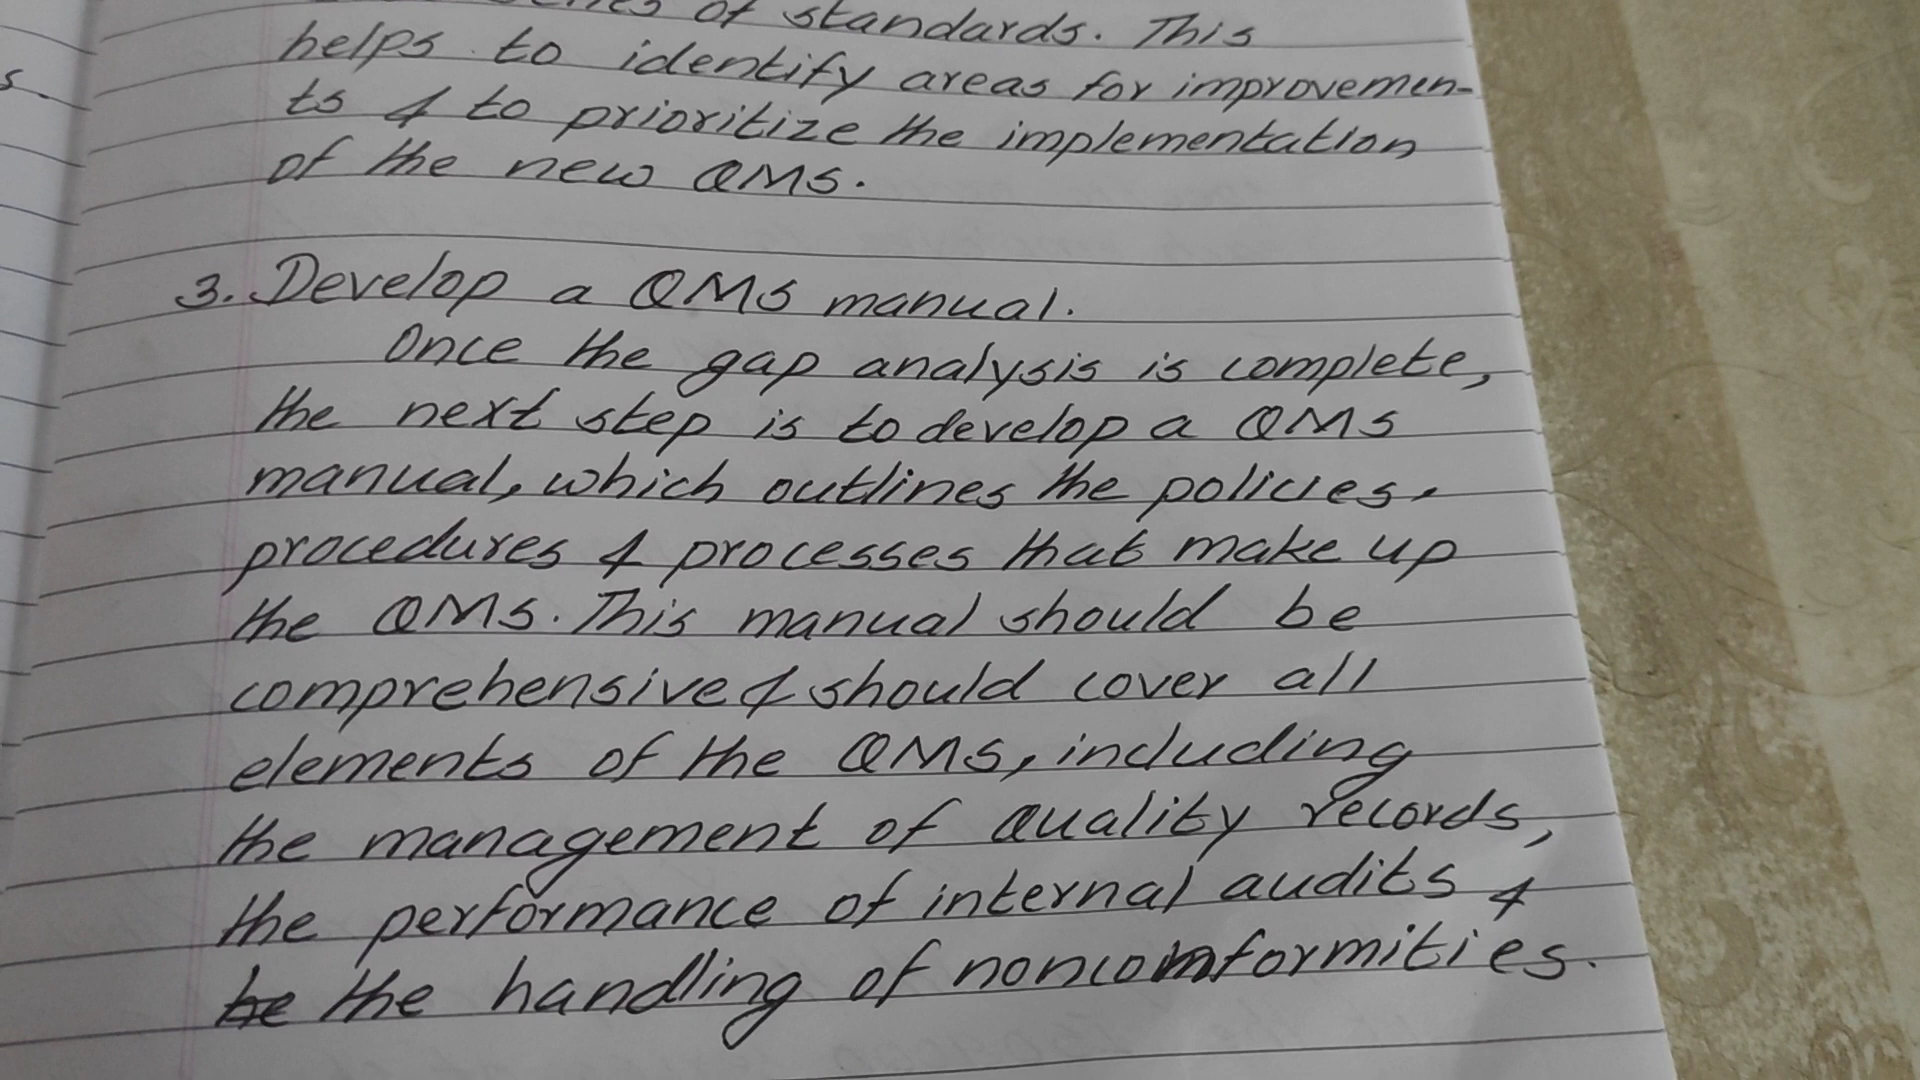 of standards. This
helps to identify areas for improvemen-
ts & to prioritize the implementation
of the new QMS.
3. Develop a QMS manual.
Once the gap analysis is complete,
the next step is to develop a QMS
manual, which outlines the policies,
procedures & processes that make up
the QMS. This manual should be
comprehensive & should cover all
elements of the QMS, including
the management of quality records,
the performance of internal audits &
the handling of nonconformities.